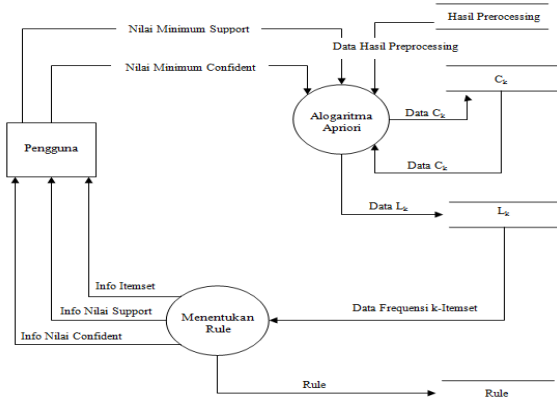 Hasil Prerocessing
Nilai Minimum Support
Data Hasil Preprocessing
Nilai Minimum Confident
Cₖ
Alogaritma
Apriori
Data Cₖ
Pengguna
Data Cₖ
Data Lₖ
Lₖ
Info Itemset
Info Nilai Support
Menentukan
Rule
Data Frequensi k-Itemset
Info Nilai Confident
Rule
Rule